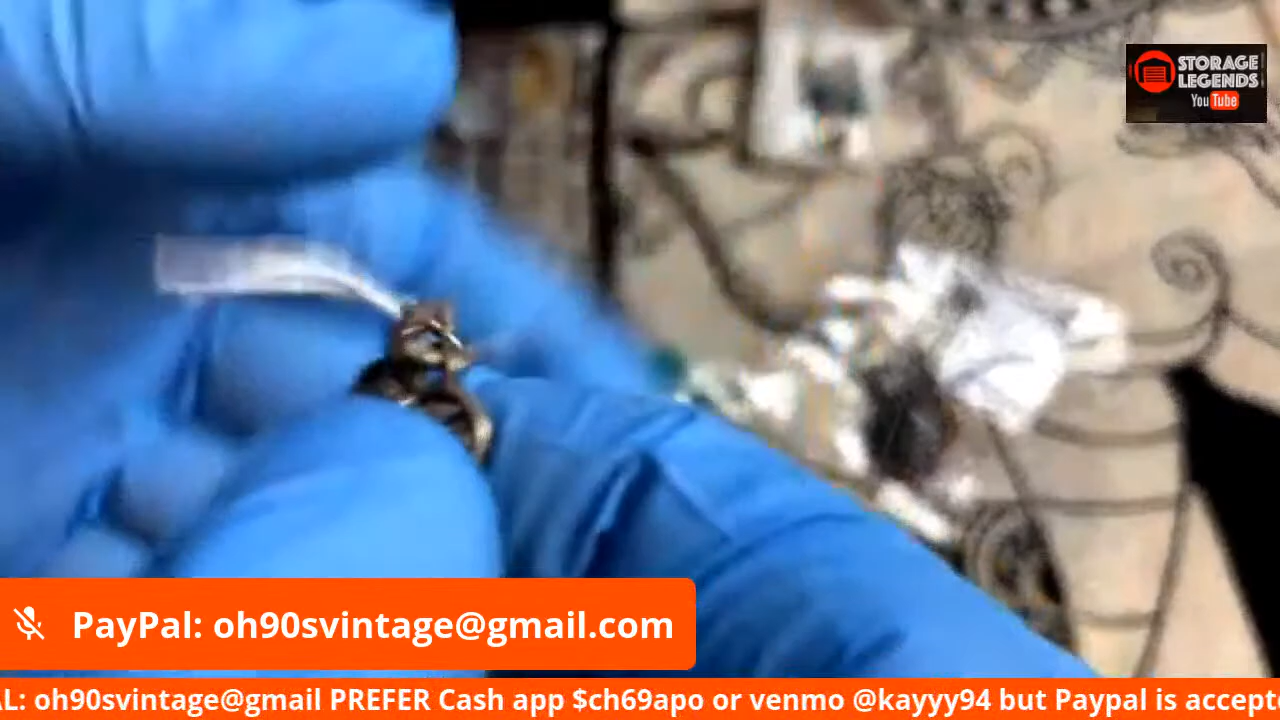 STORAGE
LEGENDS
YouTube
PayPal: oh90svintage@gmail.com
AL: oh90svintage@gmail PREFER Cash app $ch69apo or venmo @kayyy94 but Paypal is accept